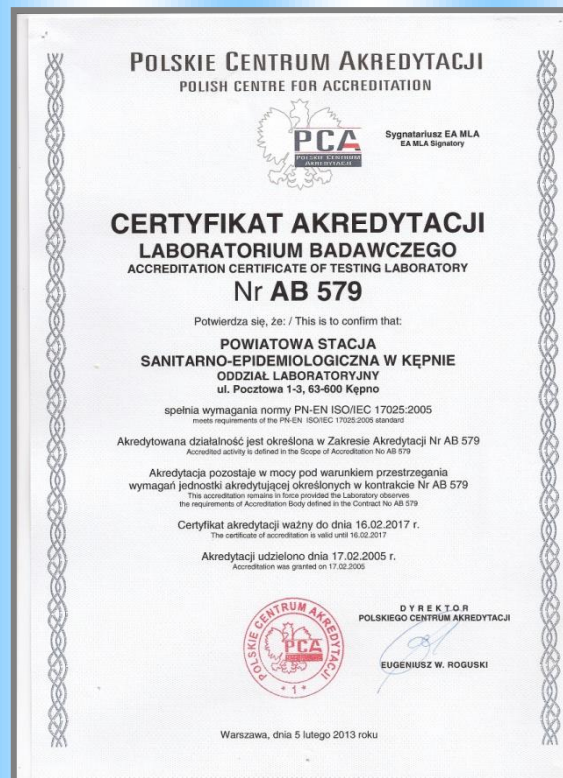 POLSKIE CENTRUM AKREDYTACJI
POLISH CENTRE FOR ACCREDITATION
PCA
POLSKIE CENTRUM
AKREDYTACJI
Sygnatariusz EA MLA
EA MLA Signatory
CERTYFIKAT AKREDYTACJI
LABORATORIUM BADAWCZEGO
ACCREDITATION CERTIFICATE OF TESTING LABORATORY
Nr AB 579
Potwierdza się, że: / This is to confirm that:
POWIATOWA STACJA
SANITARNO-EPIDEMIOLOGICZNA W KĘPNIE
ODDZIAŁ LABORATORYJNY
ul. Pocztowa 1-3, 63-600 Kępno
spełnia wymagania normy PN-EN ISO/IEC 17025:2005
meets requirements of the PN-EN ISO/IEC 17025:2005 standard
Akredytowana działalność jest określona w Zakresie Akredytacji Nr AB 579
Accredited activity is defined in the Scope of Accreditation No AB 579
Akredytacja pozostaje w mocy pod warunkiem przestrzegania
wymagań jednostki akredytującej określonych w kontrakcie Nr AB 579
This accreditation remains in force provided the Laboratory observes
the requirements of Accreditation Body defined in the Contract No AB 579
Certyfikat akredytacji ważny do dnia 16.02.2017 r.
The certificate of accreditation is valid until 16.02.2017
Akredytacji udzielono dnia 17.02.2005 r.
Accreditation was granted on 17.02.2005
POLSKIE CENTRUM AKREDYTACJI
PCA
* 1 *
DYREKTOR
POLSKIEGO CENTRUM AKREDYTACJI
EUGENIUSZ W. ROGUSKI
Warszawa, dnia 5 lutego 2013 roku